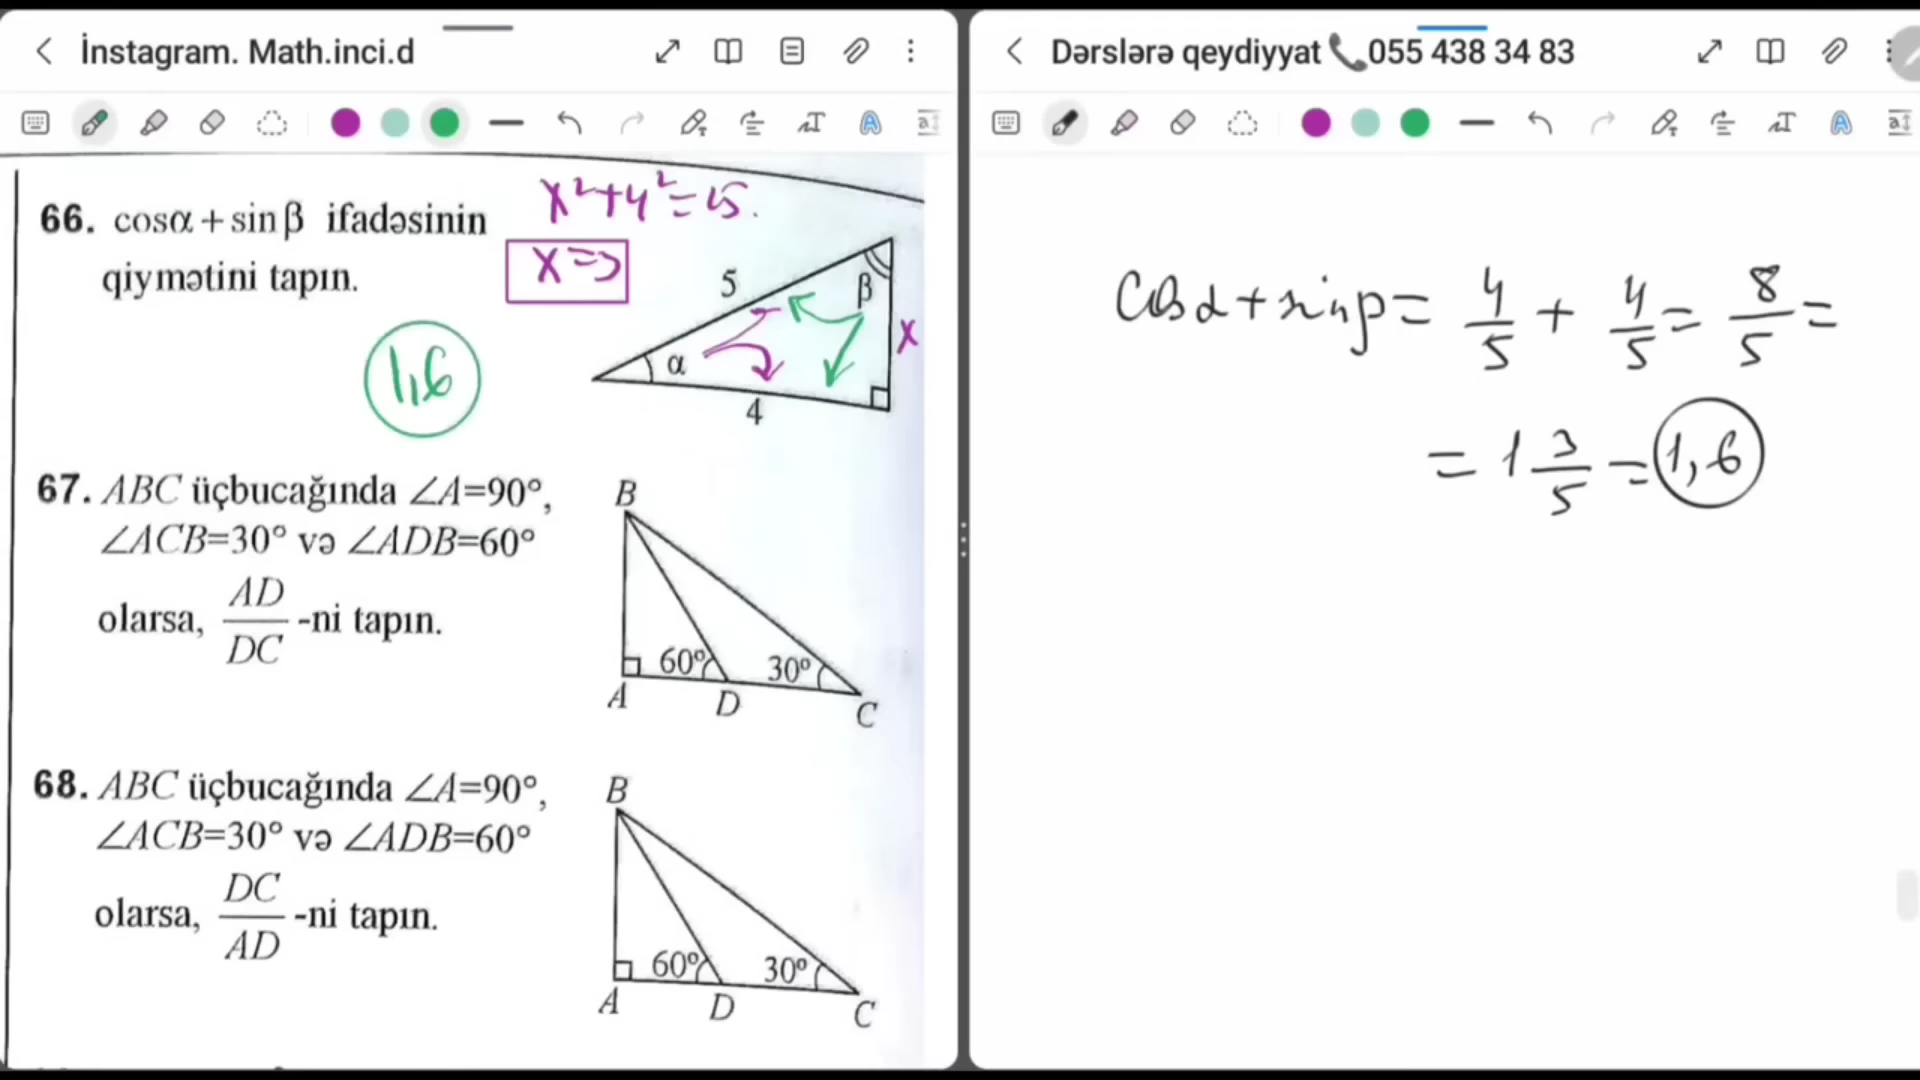 İnstagram. Math.inci.d
66. cosα + sin β ifadəsinin
qiymətini tapın.
x² + 4² = 25.
x = 3
5
β
x
α
4
1,6
67. ABC üçbucağında ∠A=90°,
∠ACB=30° və ∠ADB=60°
olarsa, AD/DC -ni tapın.
B
60°
30°
A
D
C
68. ABC üçbucağında ∠A=90°,
∠ACB=30° və ∠ADB=60°
olarsa, DC/AD -ni tapın.
B
60°
30°
A
D
C
Dərslərə qeydiyyat 📞055 438 34 83
cosα + sinβ = 4/5 + 4/5 = 8/5 =
= 1 3/5 = 1,6